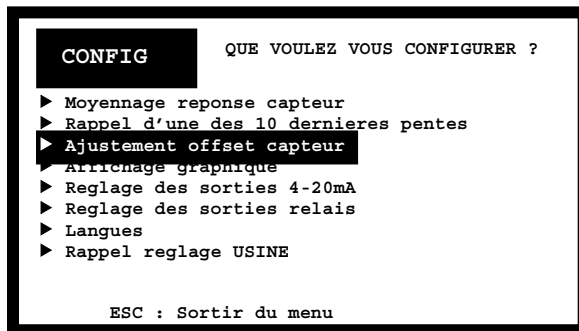 CONFIG
QUE VOULEZ VOUS CONFIGURER ?
Moyennage reponse capteur
Rappel d’une des 10 dernieres pentes
Ajustement offset capteur
Affichage graphique
Reglage des sorties 4-20mA
Reglage des sorties relais
Langues
Rappel reglage USINE
ESC : Sortir du menu